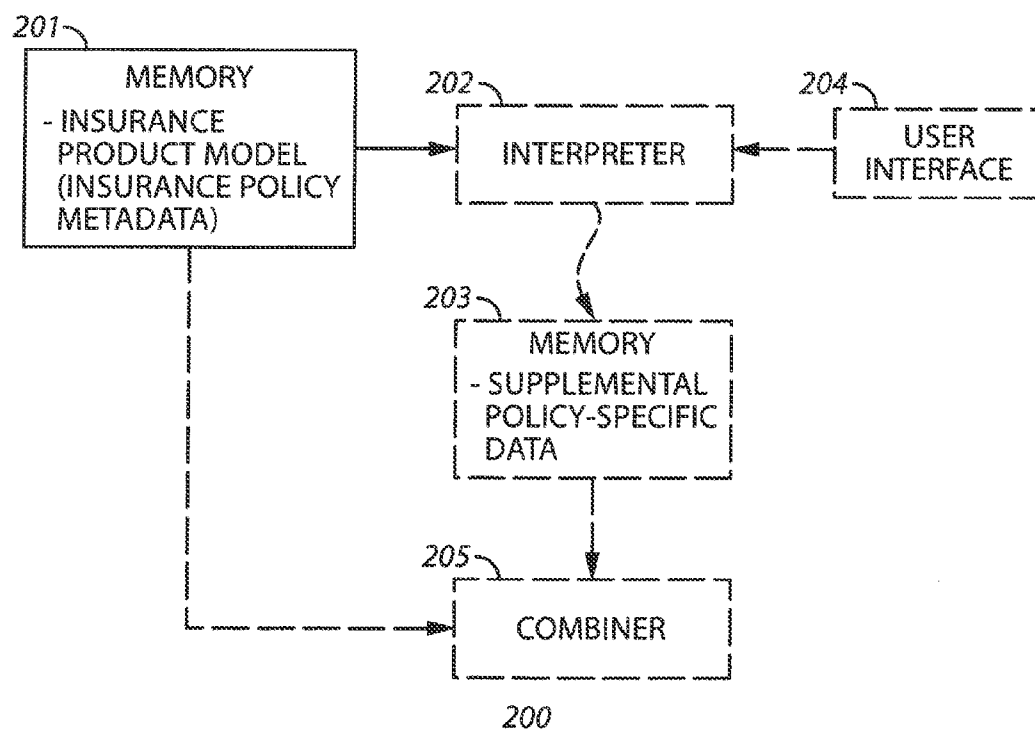 201
MEMORY
- INSURANCE
PRODUCT MODEL
(INSURANCE POLICY
METADATA)
202
INTERPRETER
204
USER
INTERFACE
203
MEMORY
- SUPPLEMENTAL
POLICY-SPECIFIC
DATA
205
COMBINER
200